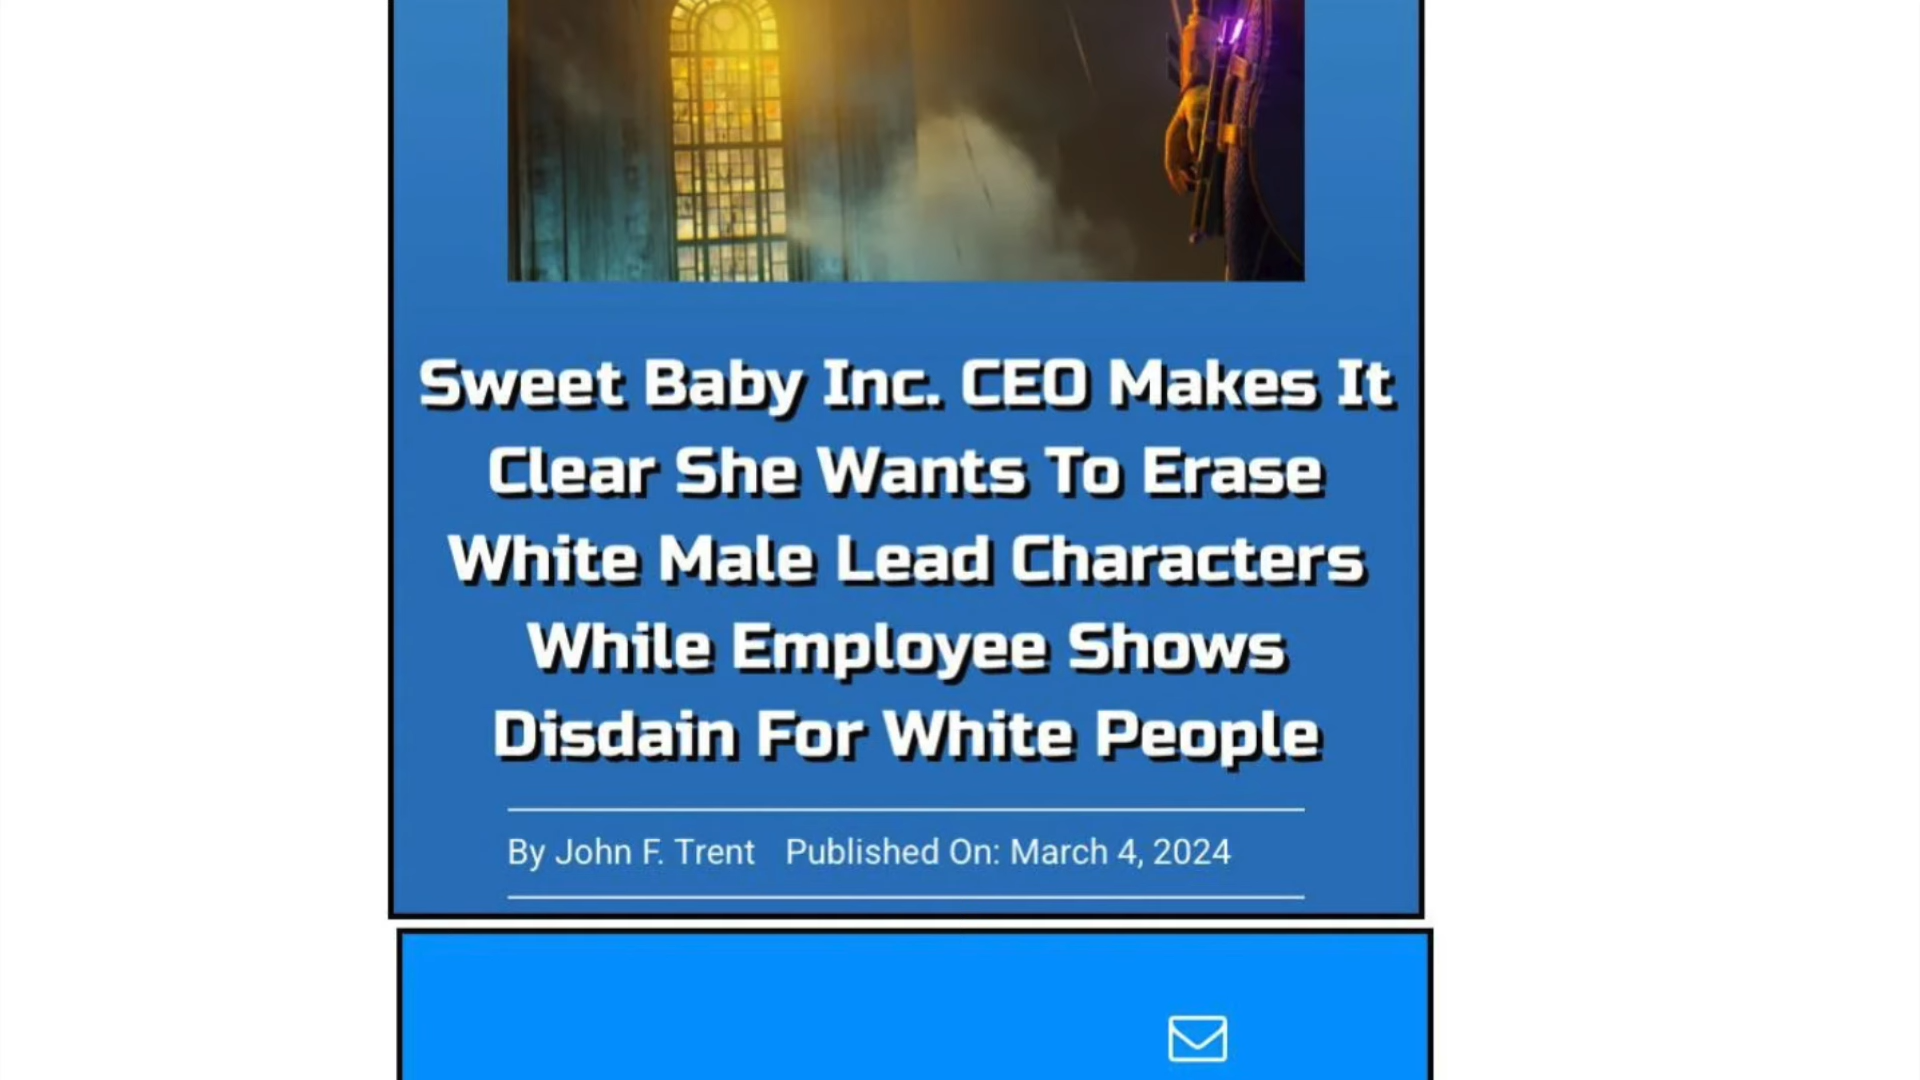 Sweet Baby Inc. CEO Makes It
Clear She Wants To Erase
White Male Lead Characters
While Employee Shows
Disdain For White People
By John F. Trent Published On: March 4, 2024